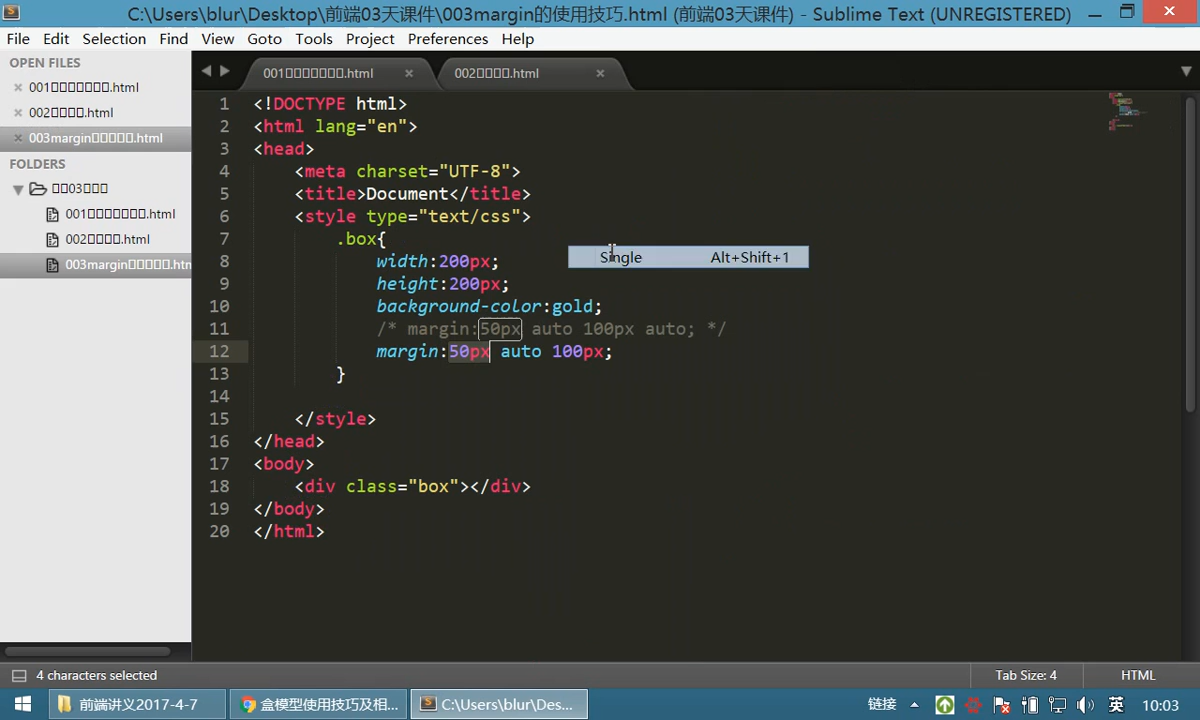 C:\Users\blur\Desktop\前端03天课件\003margin的使用技巧.html (前端03天课件) - Sublime Text (UNREGISTERED)
File Edit Selection Find View Goto Tools Project Preferences Help
OPEN FILES
001□□□□□□□.html
002□□□□.html
003margin□□□□□.html
FOLDERS
□□03□□□
001□□□□□□□.html
002□□□□.html
003margin□□□□□.htm
001□□□□□□□.html
002□□□□.html
1 <!DOCTYPE html>
2 <html lang="en">
3 <head>
4 <meta charset="UTF-8">
5 <title>Document</title>
6 <style type="text/css">
7 .box{
8 width:200px;
9 height:200px;
10 background-color:gold;
11 /* margin:50px auto 100px auto; */
12 margin:50px auto 100px;
13 }
14
15 </style>
16 </head>
17 <body>
18 <div class="box"></div>
19 </body>
20 </html>
Single Alt+Shift+1
4 characters selected
Tab Size: 4
HTML
前端讲义2017-4-7
盒模型使用技巧及相...
C:\Users\blur\Des...
链接
英
10:03